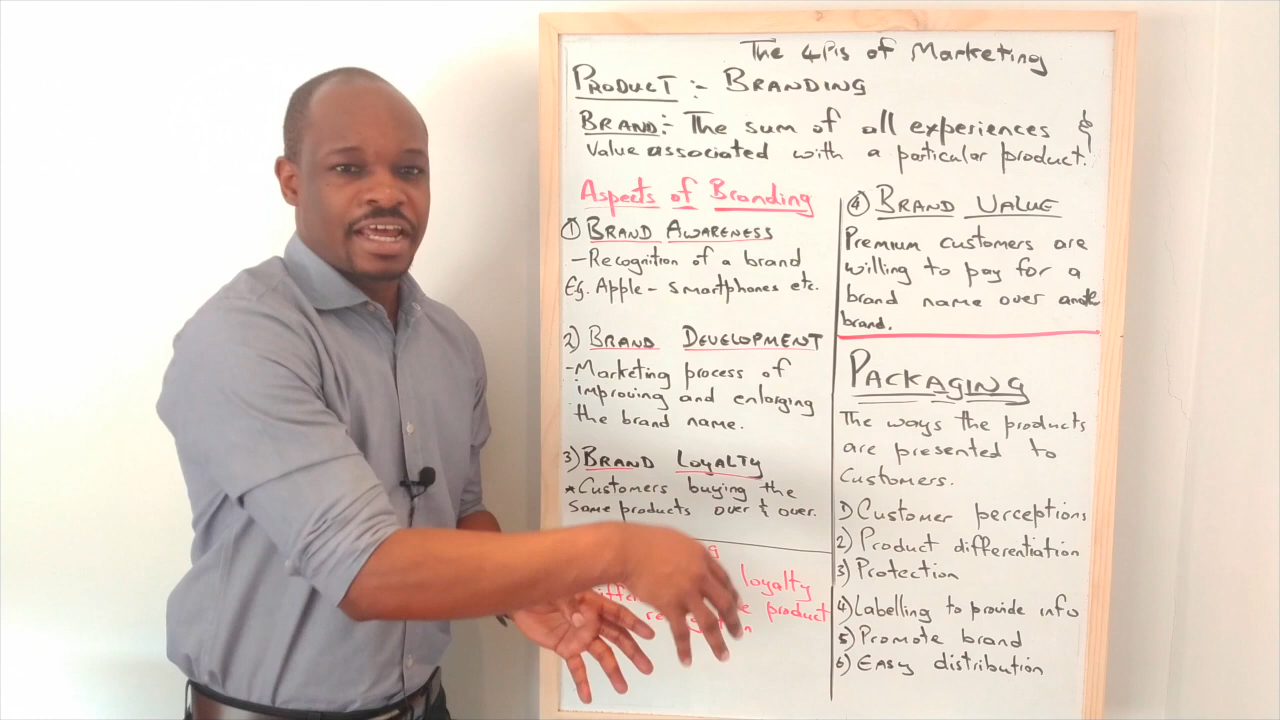 The 4P's of Marketing
PRODUCT :- BRANDING
BRAND:- The sum of all experiences &
Value associated with a particular product.
Aspects of Branding
① BRAND AWARENESS
- Recognition of a brand
Eg. Apple - smartphones etc.
2) BRAND DEVELOPMENT
- Marketing process of
improving and enlarging
the brand name.
3) BRAND LOYALTY
* Customers buying the
same products over & over.
loyalty
product
④ BRAND VALUE
Premium customers are
willing to pay for a
brand name over
brand.
PACKAGING
The ways the products
are presented to
Customers.
1) Customer perceptions
2) Product differentiation
3) Protection
4) Labelling to provide info
5) Promote brand
6) Easy distribution